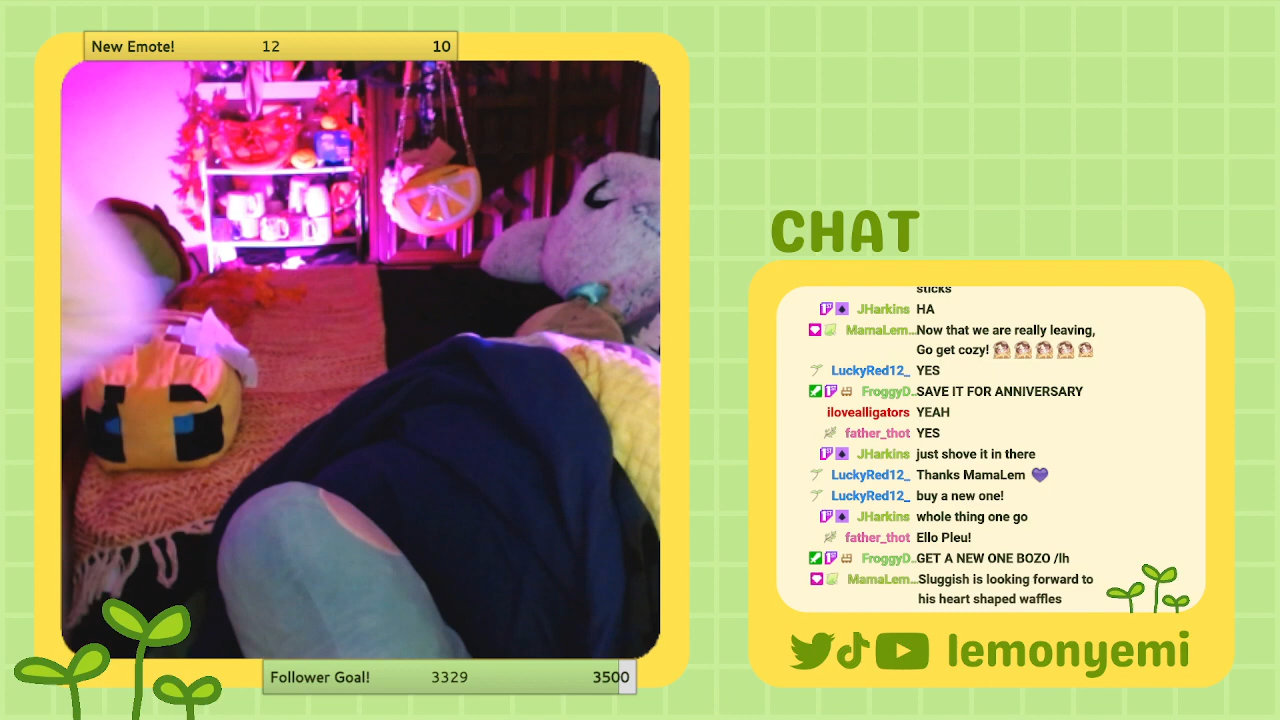 New Emote! 12 10
CHAT
sticks
JHarkins HA
MamaLem...Now that we are really leaving,
Go get cozy!
LuckyRed12_ YES
FroggyD...SAVE IT FOR ANNIVERSARY
ilovealligators YEAH
father_thot YES
JHarkins just shove it in there
LuckyRed12_ Thanks MamaLem 💜
LuckyRed12_ buy a new one!
JHarkins whole thing one go
father_thot Ello Pleu!
FroggyD...GET A NEW ONE BOZO /lh
MamaLem...Sluggish is looking forward to
his heart shaped waffles
lemonyemi
Follower Goal! 3329 3500